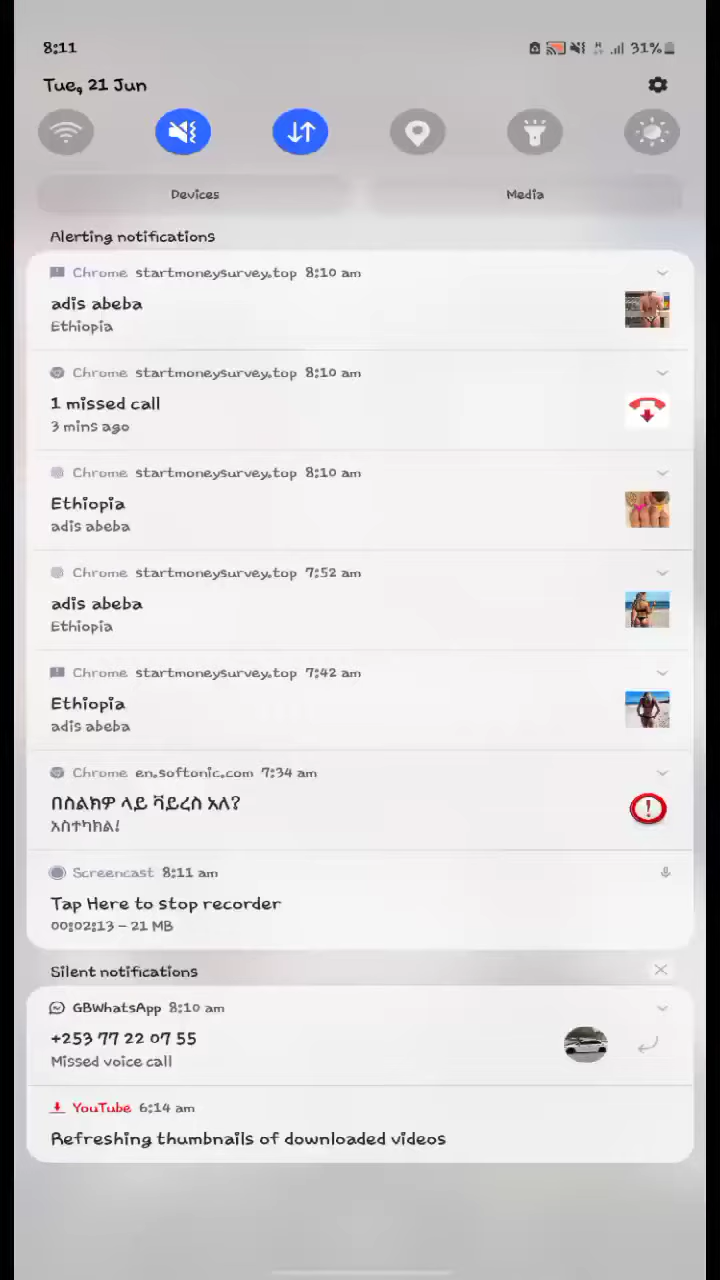 8:11
31%
Tue, 21 Jun
Devices
Media
Alerting notifications
Chrome startmoneysurvey.top 8:10 am
adis abeba
Ethiopia
Chrome startmoneysurvey.top 8:10 am
1 missed call
3 mins ago
Chrome startmoneysurvey.top 8:10 am
Ethiopia
adis abeba
Chrome startmoneysurvey.top 7:52 am
adis abeba
Ethiopia
Chrome startmoneysurvey.top 7:42 am
Ethiopia
adis abeba
Chrome en.softonic.com 7:34 am
በስልክዎ ላይ ቫይረስ አለ?
አስተካክል!
Screencast 8:11 am
Tap Here to stop recorder
00:02:13 – 21 MB
Silent notifications
GBWhatsApp 8:10 am
+253 77 22 07 55
Missed voice call
YouTube 6:14 am
Refreshing thumbnails of downloaded videos